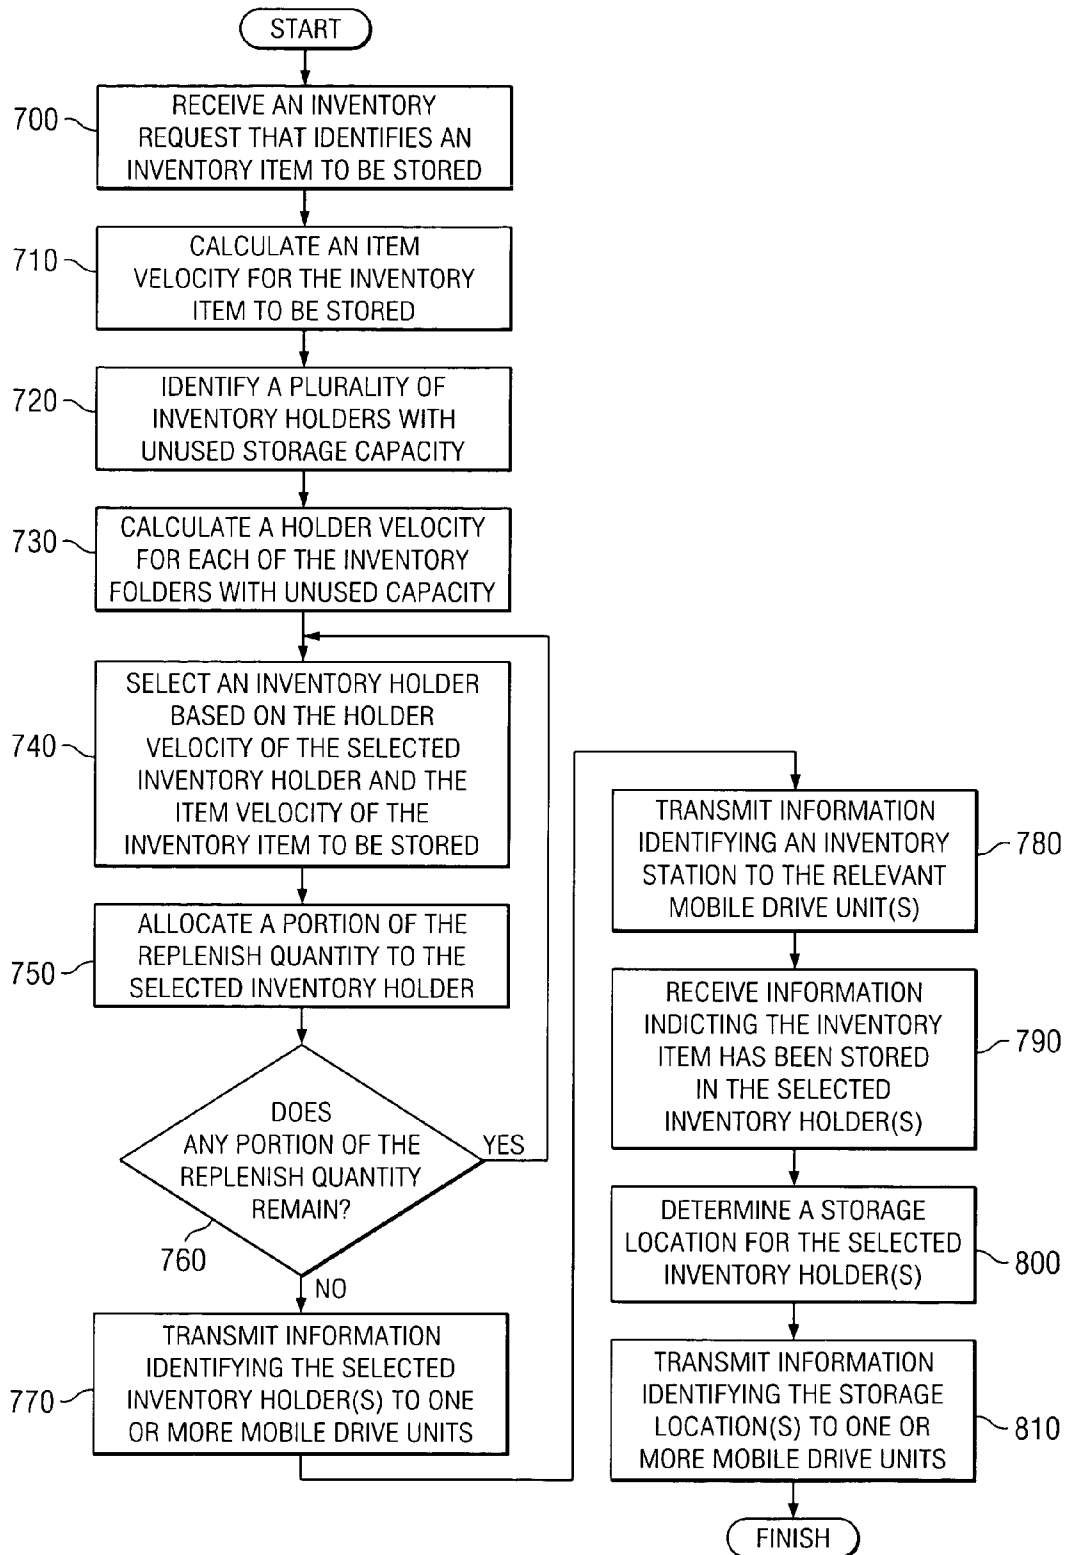 START
700
RECEIVE AN INVENTORY
REQUEST THAT IDENTIFIES AN
INVENTORY ITEM TO BE STORED
710
CALCULATE AN ITEM
VELOCITY FOR THE INVENTORY
ITEM TO BE STORED
720
IDENTIFY A PLURALITY OF
INVENTORY HOLDERS WITH
UNUSED STORAGE CAPACITY
730
CALCULATE A HOLDER VELOCITY
FOR EACH OF THE INVENTORY
FOLDERS WITH UNUSED CAPACITY
740
SELECT AN INVENTORY HOLDER
BASED ON THE HOLDER
VELOCITY OF THE SELECTED
INVENTORY HOLDER AND THE
ITEM VELOCITY OF THE
INVENTORY ITEM TO BE STORED
750
ALLOCATE A PORTION OF THE
REPLENISH QUANTITY TO THE
SELECTED INVENTORY HOLDER
DOES
ANY PORTION OF THE
REPLENISH QUANTITY
REMAIN?
YES
760
NO
770
TRANSMIT INFORMATION
IDENTIFYING THE SELECTED
INVENTORY HOLDER(S) TO ONE
OR MORE MOBILE DRIVE UNITS
TRANSMIT INFORMATION
IDENTIFYING AN INVENTORY
STATION TO THE RELEVANT
MOBILE DRIVE UNIT(S)
780
RECEIVE INFORMATION
INDICTING THE INVENTORY
ITEM HAS BEEN STORED
IN THE SELECTED
INVENTORY HOLDER(S)
790
DETERMINE A STORAGE
LOCATION FOR THE SELECTED
INVENTORY HOLDER(S)
800
TRANSMIT INFORMATION
IDENTIFYING THE STORAGE
LOCATION(S) TO ONE OR
MORE MOBILE DRIVE UNITS
810
FINISH